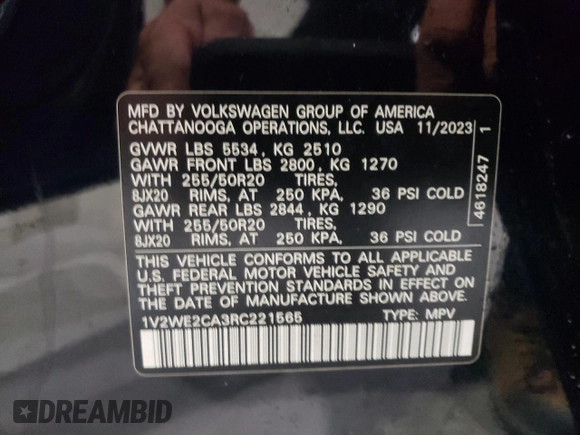 MFD BY VOLKSWAGEN GROUP OF AMERICA
CHATTANOOGA OPERATIONS, LLC. USA 11/2023
GVWR LBS 5534, KG 2510
GAWR FRONT LBS 2800, KG 1270
WITH 255/50R20 TIRES,
8JX20 RIMS, AT 250 KPA, 36 PSI COLD
GAWR REAR LBS 2844, KG 1290
WITH 255/50R20 TIRES,
8JX20 RIMS, AT 250 KPA, 36 PSI COLD
4618247 1
THIS VEHICLE CONFORMS TO ALL APPLICABLE
U.S. FEDERAL MOTOR VEHICLE SAFETY AND
THEFT PREVENTION STANDARDS IN EFFECT ON
DATE OF MANUFACTURE SHOWN ABOVE.
1V2WE2CA3RC221565 TYPE: MPV
DREAMBID